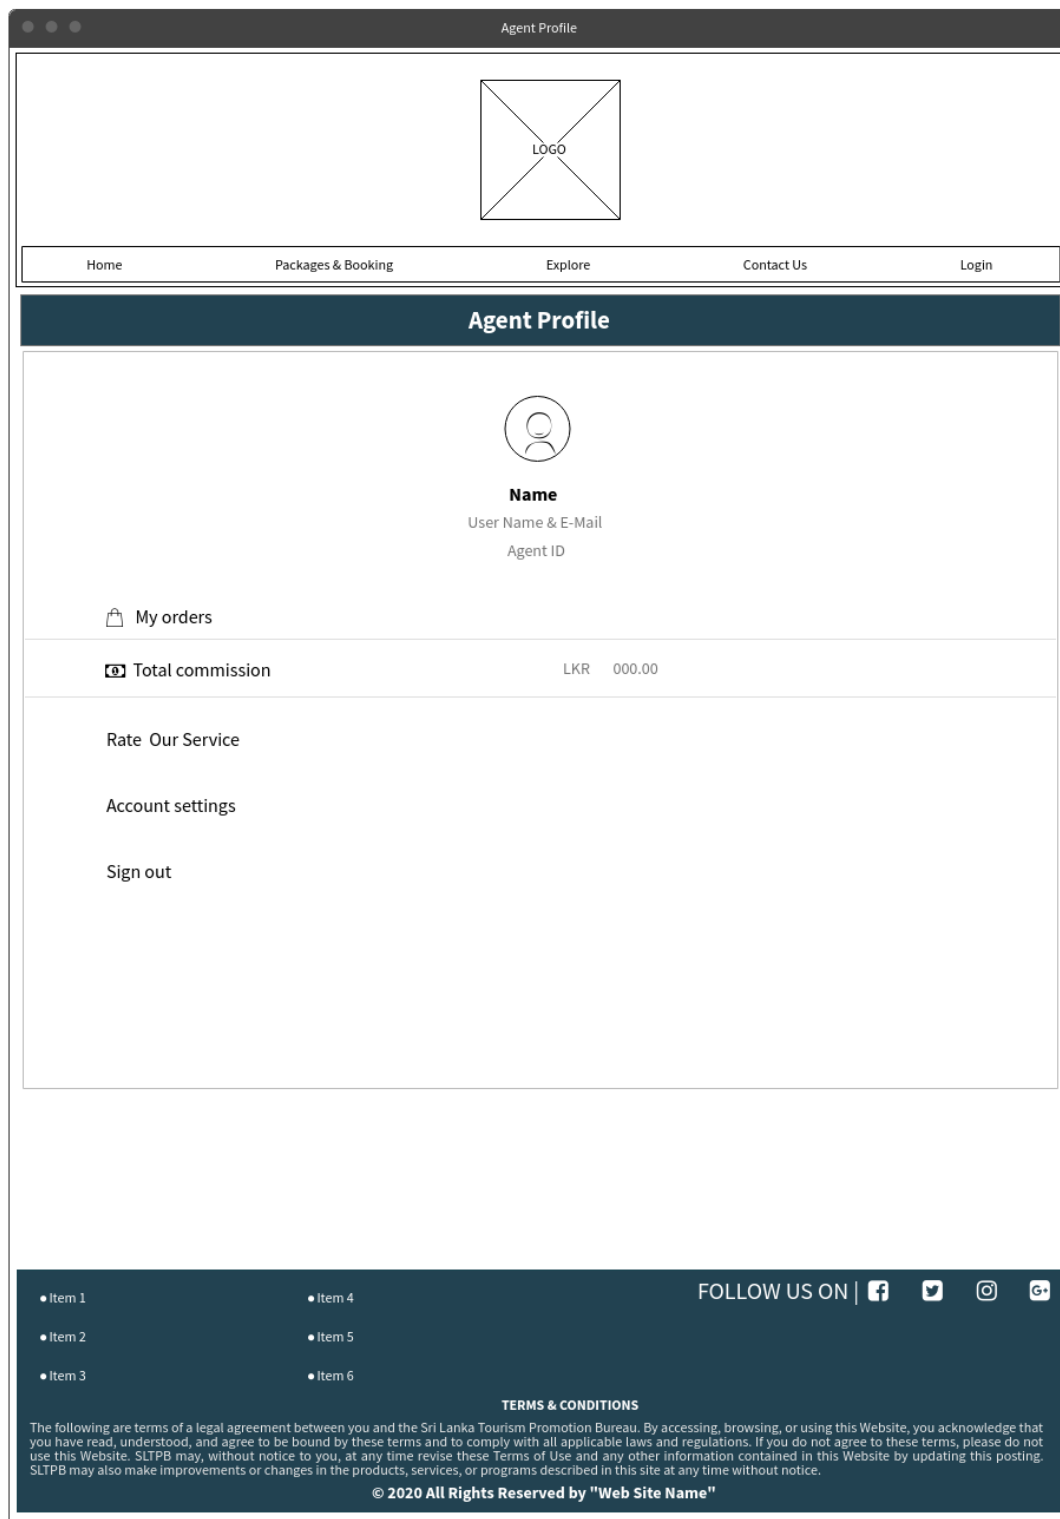 Agent Profile
LOGO
Home Packages & Booking Explore Contact Us Login
Agent Profile
Name
User Name & E-Mail
Agent ID
My orders
Total commission LKR 000.00
Rate Our Service
Account settings
Sign out
FOLLOW US ON |
Item 1 Item 4
Item 2 Item 5
Item 3 Item 6
TERMS & CONDITIONS
The following are terms of a legal agreement between you and the Sri Lanka Tourism Promotion Bureau. By accessing, browsing, or using this Website, you acknowledge that
you have read, understood, and agree to be bound by these terms and to comply with all applicable laws and regulations. If you do not agree to these terms, please do not
use this Website. SLTPB may, without notice to you, at any time revise these Terms of Use and any other information contained in this Website by updating this posting.
SLTPB may also make improvements or changes in the products, services, or programs described in this site at any time without notice.
© 2020 All Rights Reserved by "Web Site Name"